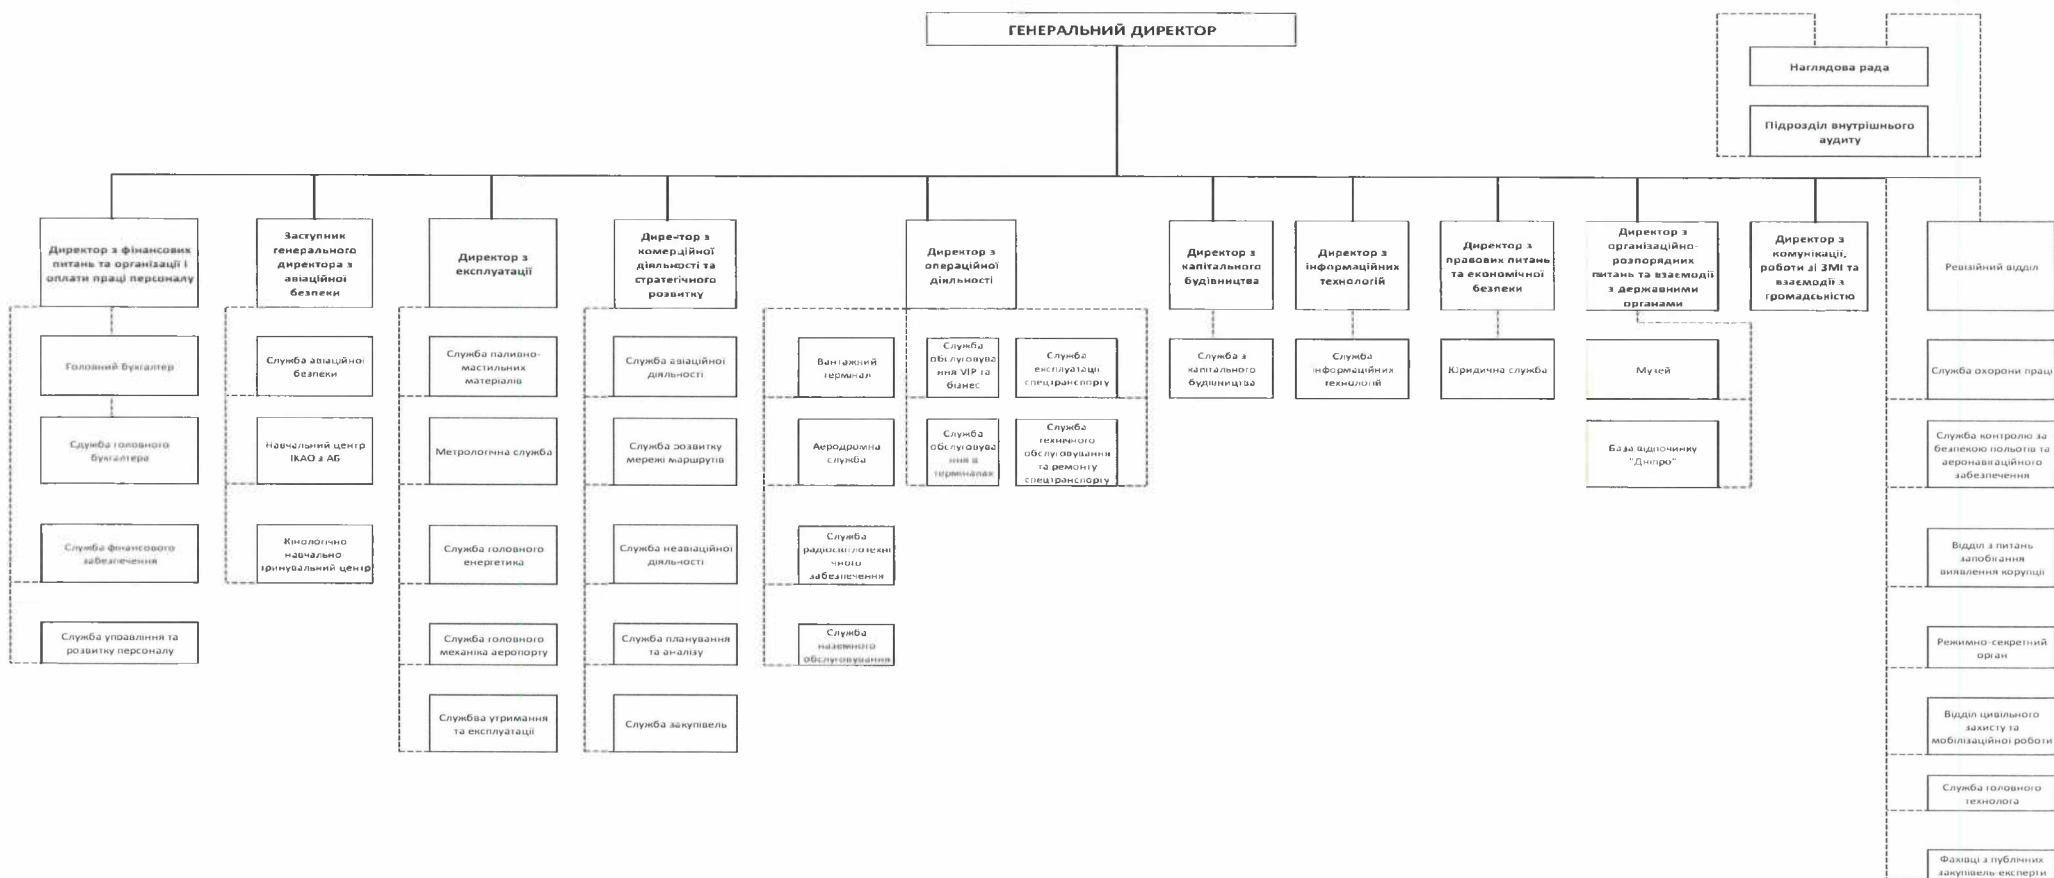 ГЕНЕРАЛЬНИЙ ДИРЕКТОР
Наглядова рада
Підрозділ внутрішнього
аудиту
Директор з фінансових
питань та організації і
оплати праці персоналу
Заступник
генерального
директора з
авіаційної
безпеки
Директор з
експлуатації
Директор з
комерційної
діяльності та
стратегічного
розвитку
Директор з
операційної
діяльності
Директор з
капітального
будівництва
Директор з
інформаційних
технологій
Директор з
правових питань
та економічної
безпеки
Директор з
організаційно-
розпорядних
питань та взаємодії
з державними
органами
Директор з
комунікації,
роботи зі ЗМІ та
взаємодії з
громадськістю
Ревізійний відділ
Головний бухгалтер
Служба авіаційної
безпеки
Служба паливно-
мастильних
матеріалів
Служба авіаційної
діяльності
Вантажний
термінал
Служба
обслуговува
ння VIP та
бізнес
Служба
експлуатації
спецтранспорту
Служба з
капітального
будівництва
Служба
інформаційних
технологій
Юридична служба
Музей
Служба охорони праці
Служба головного
бухгалтера
Навчальний центр
ІКАО з АБ
Метрологічна служба
Служба розвитку
мережі маршрутів
Аеродромна
служба
Служба
обслуговува
ння в
терміналах
Служба
технічного
обслуговування
та ремонту
спецтранспорту
База відпочинку
"Дніпро"
Служба контролю за
безпекою польотів та
аеронавігаційного
забезпечення
Служба фінансового
забезпечення
Кінологічно
навчально
тринувальний центр
Служба головного
енергетика
Служба неавіаційної
діяльності
Служба
радіосвітлотехні
чного
забезпечення
Відділ з питань
запобігання
виявлення корупції
Служба управління та
розвитку персоналу
Служба головного
механіка аеропорту
Служба планування
та аналізу
Служба
наземного
обслуговування
Режимно-секретний
орган
Службва утримання
та експлуатації
Служба закупівель
Відділ цивільного
захисту та
мобілізаційної роботи
Служба головного
технолога
Фахівці з публічних
закупівель-експерти